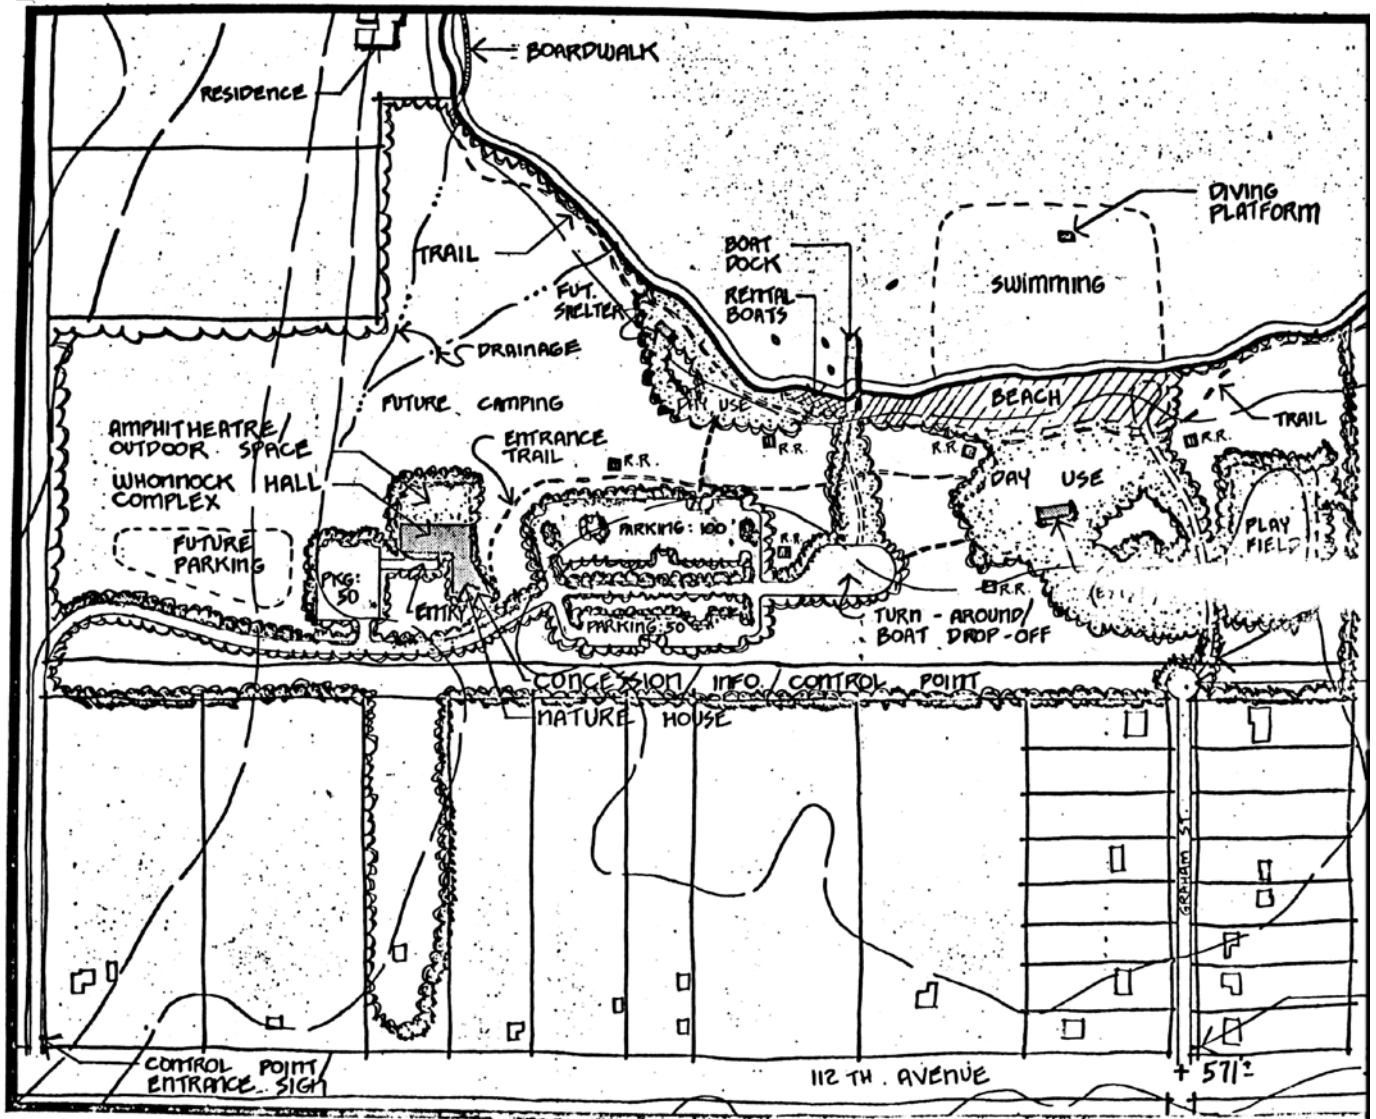 BOARDWALK
RESIDENCE
DIVING
PLATFORM
TRAIL
BOAT
DOCK
SWIMMING
FUT.
SHELTER
RENTAL
BOATS
DRAINAGE
FUTURE CAMPING
DAY USE
BEACH
TRAIL
AMPHITHEATRE/
OUTDOOR SPACE
ENTRANCE
TRAIL
R.R.
R.R.
R.R.
R.R.
WHONNOCK HALL
COMPLEX
DAY USE
FUTURE
PARKING
PARKING: 100
R.R.
PLAY
FIELD
PKG:
50
ENTRY
R.R.
PARKING 50
TURN-AROUND/
BOAT DROP-OFF
CONCESSION / INFO. / CONTROL POINT
NATURE HOUSE
GRAHAM ST.
CONTROL POINT/
ENTRANCE SIGN
112 TH. AVENUE
+ 571'±